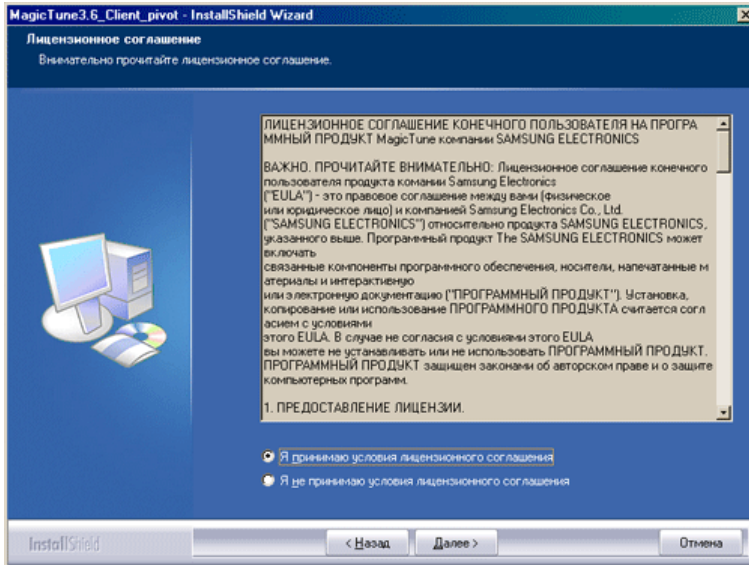 MagicTune3.6_Client_pivot - InstallShield Wizard
Лицензионное соглашение
Внимательно прочитайте лицензионное соглашение.
ЛИЦЕНЗИОННОЕ СОГЛАШЕНИЕ КОНЕЧНОГО ПОЛЬЗОВАТЕЛЯ НА ПРОГРА
ММНЫЙ ПРОДУКТ MagicTune компании SAMSUNG ELECTRONICS
ВАЖНО. ПРОЧИТАЙТЕ ВНИМАТЕЛЬНО: Лицензионное соглашение конечного
пользователя продукта комании Samsung Electronics
("EULA") - это правовое соглашение между вами (физическое
или юридическое лицо) и компанией Samsung Electronics Co., Ltd.
("SAMSUNG ELECTRONICS") относительно продукта SAMSUNG ELECTRONICS,
указанного выше. Программный продукт The SAMSUNG ELECTRONICS может
включать
связанные компоненты программного обеспечения, носители, напечатанные м
атериалы и интерактивную
или электронную документацию ("ПРОГРАММНЫЙ ПРОДУКТ"). Установка,
копирование или использование ПРОГРАММНОГО ПРОДУКТА считается согл
асием с условиями
этого EULA. В случае не согласия с условиями этого EULA
вы можете не устанавливать или не использовать ПРОГРАММНЫЙ ПРОДУКТ.
ПРОГРАММНЫЙ ПРОДУКТ защищен законами об авторском праве и о защите
компьютерных программ.
1. ПРЕДОСТАВЛЕНИЕ ЛИЦЕНЗИИ.
Я принимаю условия лицензионного соглашения
Я не принимаю условия лицензионного соглашения
InstallShield
< Назад
Далее >
Отмена